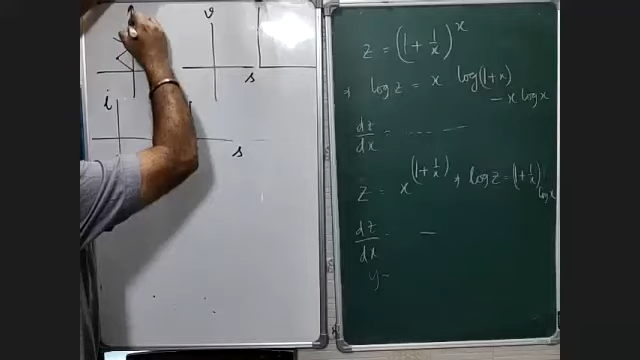 v
s
i
s
z = (1 + 1/x)^x
⇒ log z = x log(1+x) - x log x
dz/dx = .... —
z = x^(1 + 1/x) ⇒ log z = (1 + 1/x) log x
dz/dx = —
y =